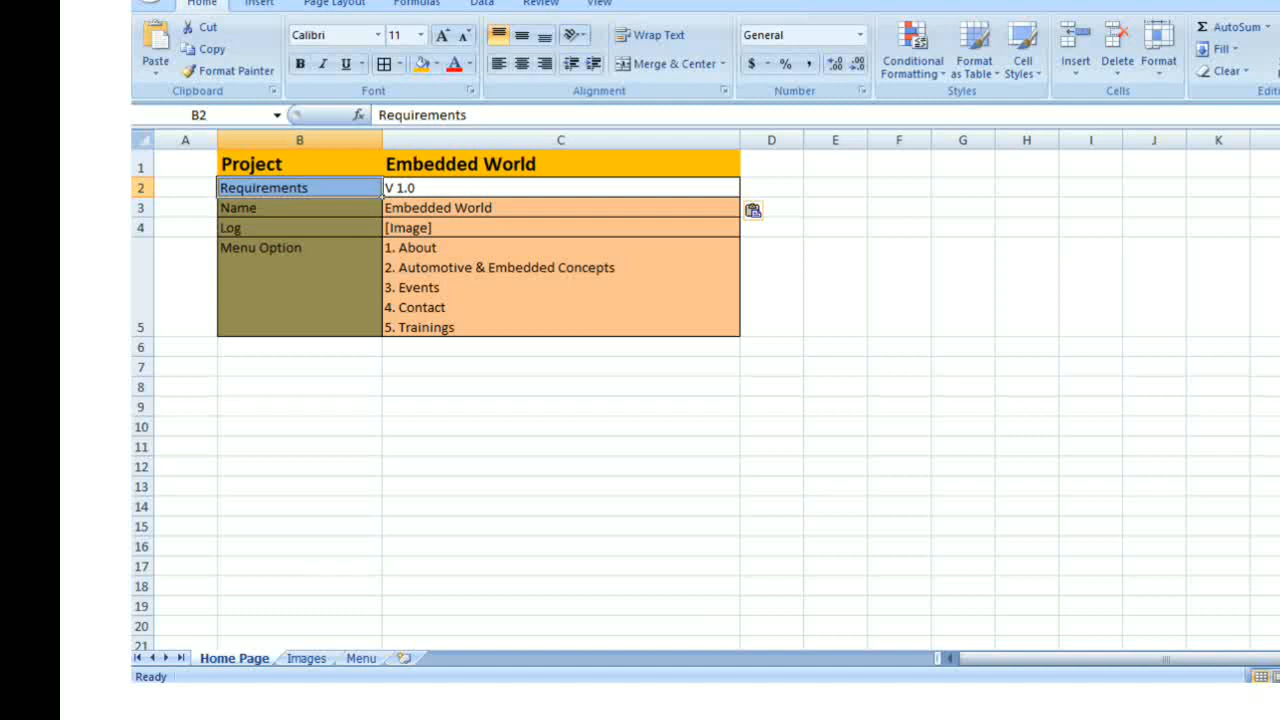 Home Insert Page Layout Formulas Data Review View
Cut
Copy
Format Painter
Paste
Clipboard
Calibri 11
B I U
Font
Wrap Text
Merge & Center
Alignment
General
$ % ,
Number
Conditional Formatting
Format as Table
Cell Styles
Styles
Insert Delete Format
Cells
Σ AutoSum
Fill
Clear
B2 fx Requirements
A B C D E F G H I J K
1 Project Embedded World
2 Requirements V 1.0
3 Name Embedded World
4 Log [Image]
Menu Option 1. About
2. Automotive & Embedded Concepts
3. Events
4. Contact
5 5. Trainings
6
7
8
9
10
11
12
13
14
15
16
17
18
19
20
21
Home Page Images Menu
Ready